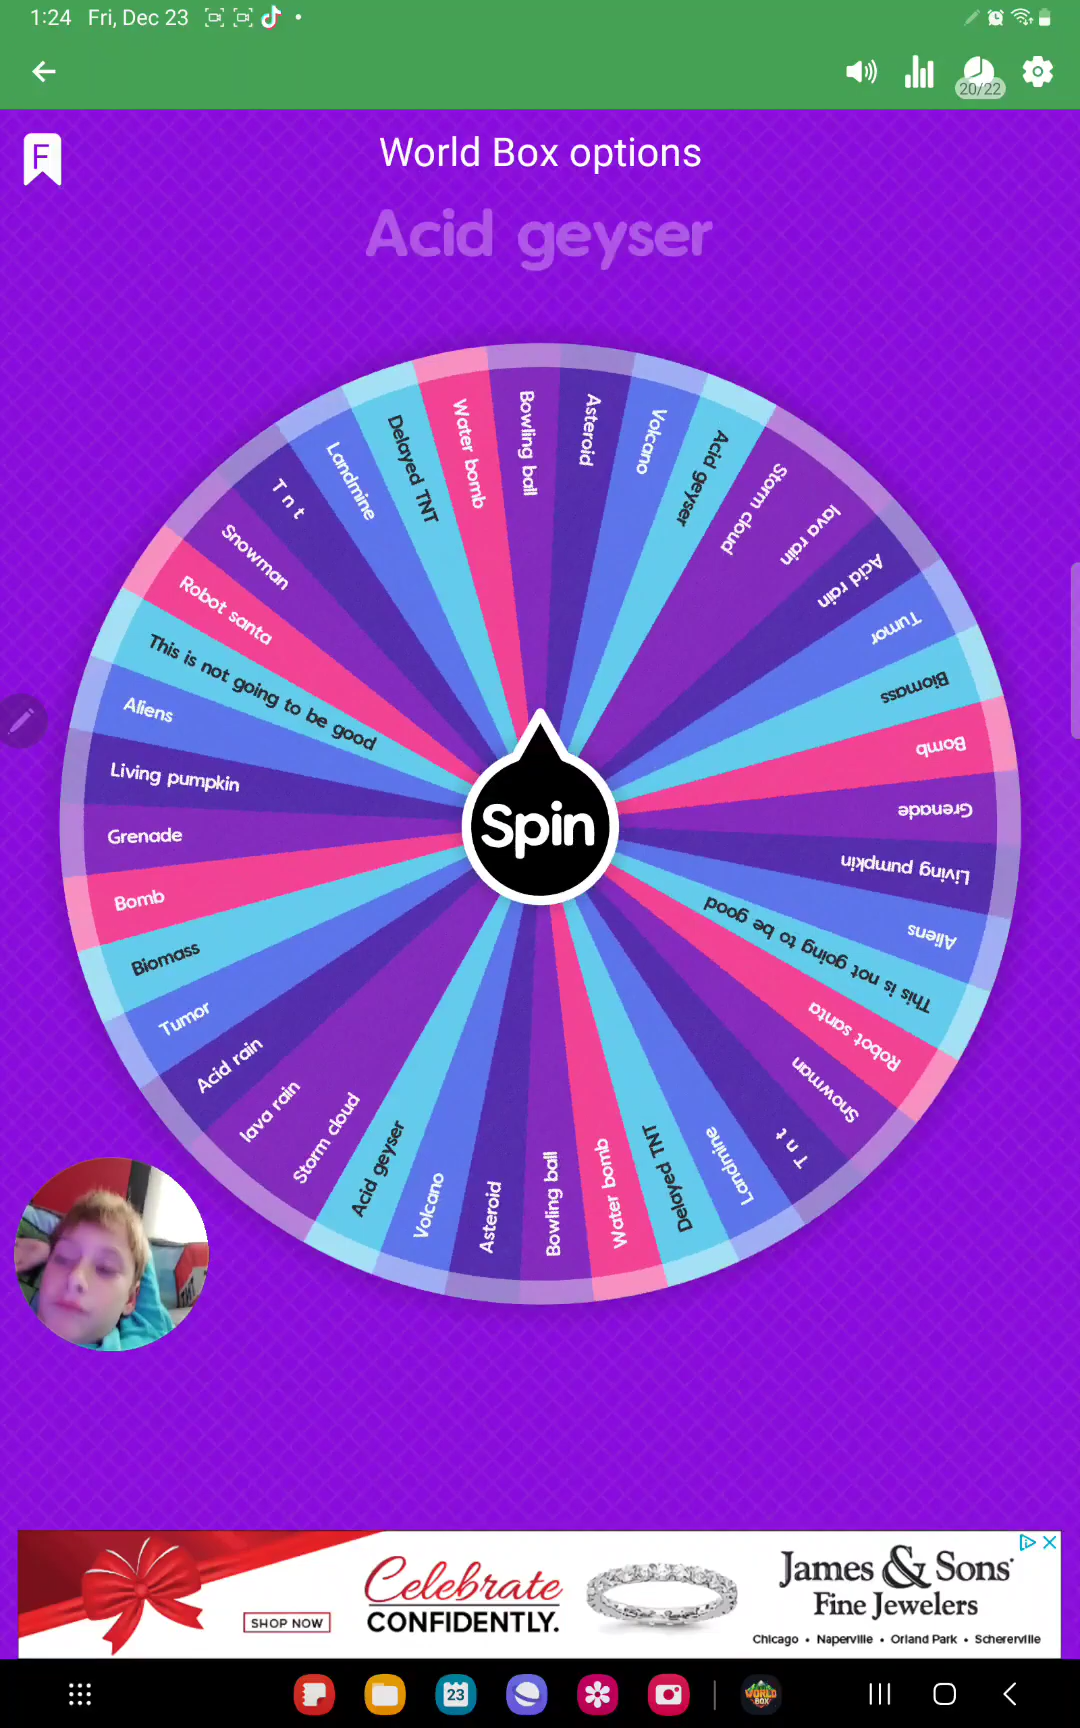 1:24 Fri, Dec 23
20/22
F
World Box options
Acid geyser
Bowling ball
Asteroid
Volcano
Acid geyser
Storm cloud
lava rain
Acid rain
Tumor
Biomass
Bomb
Grenade
Living pumpkin
Aliens
This is not going to be good
Robot santa
Snowman
T n t
Landmine
Delayed TNT
Water bomb
Bowling ball
Asteroid
Volcano
Acid geyser
Storm cloud
lava rain
Acid rain
Tumor
Biomass
Bomb
Grenade
Living pumpkin
Aliens
This is not going to be good
Robot santa
Snowman
T n t
Landmine
Delayed TNT
Water bomb
Spin
Celebrate
CONFIDENTLY.
SHOP NOW
James & Sons
Fine Jewelers
Chicago • Naperville • Orland Park • Schererville
23
WORLD
BOX